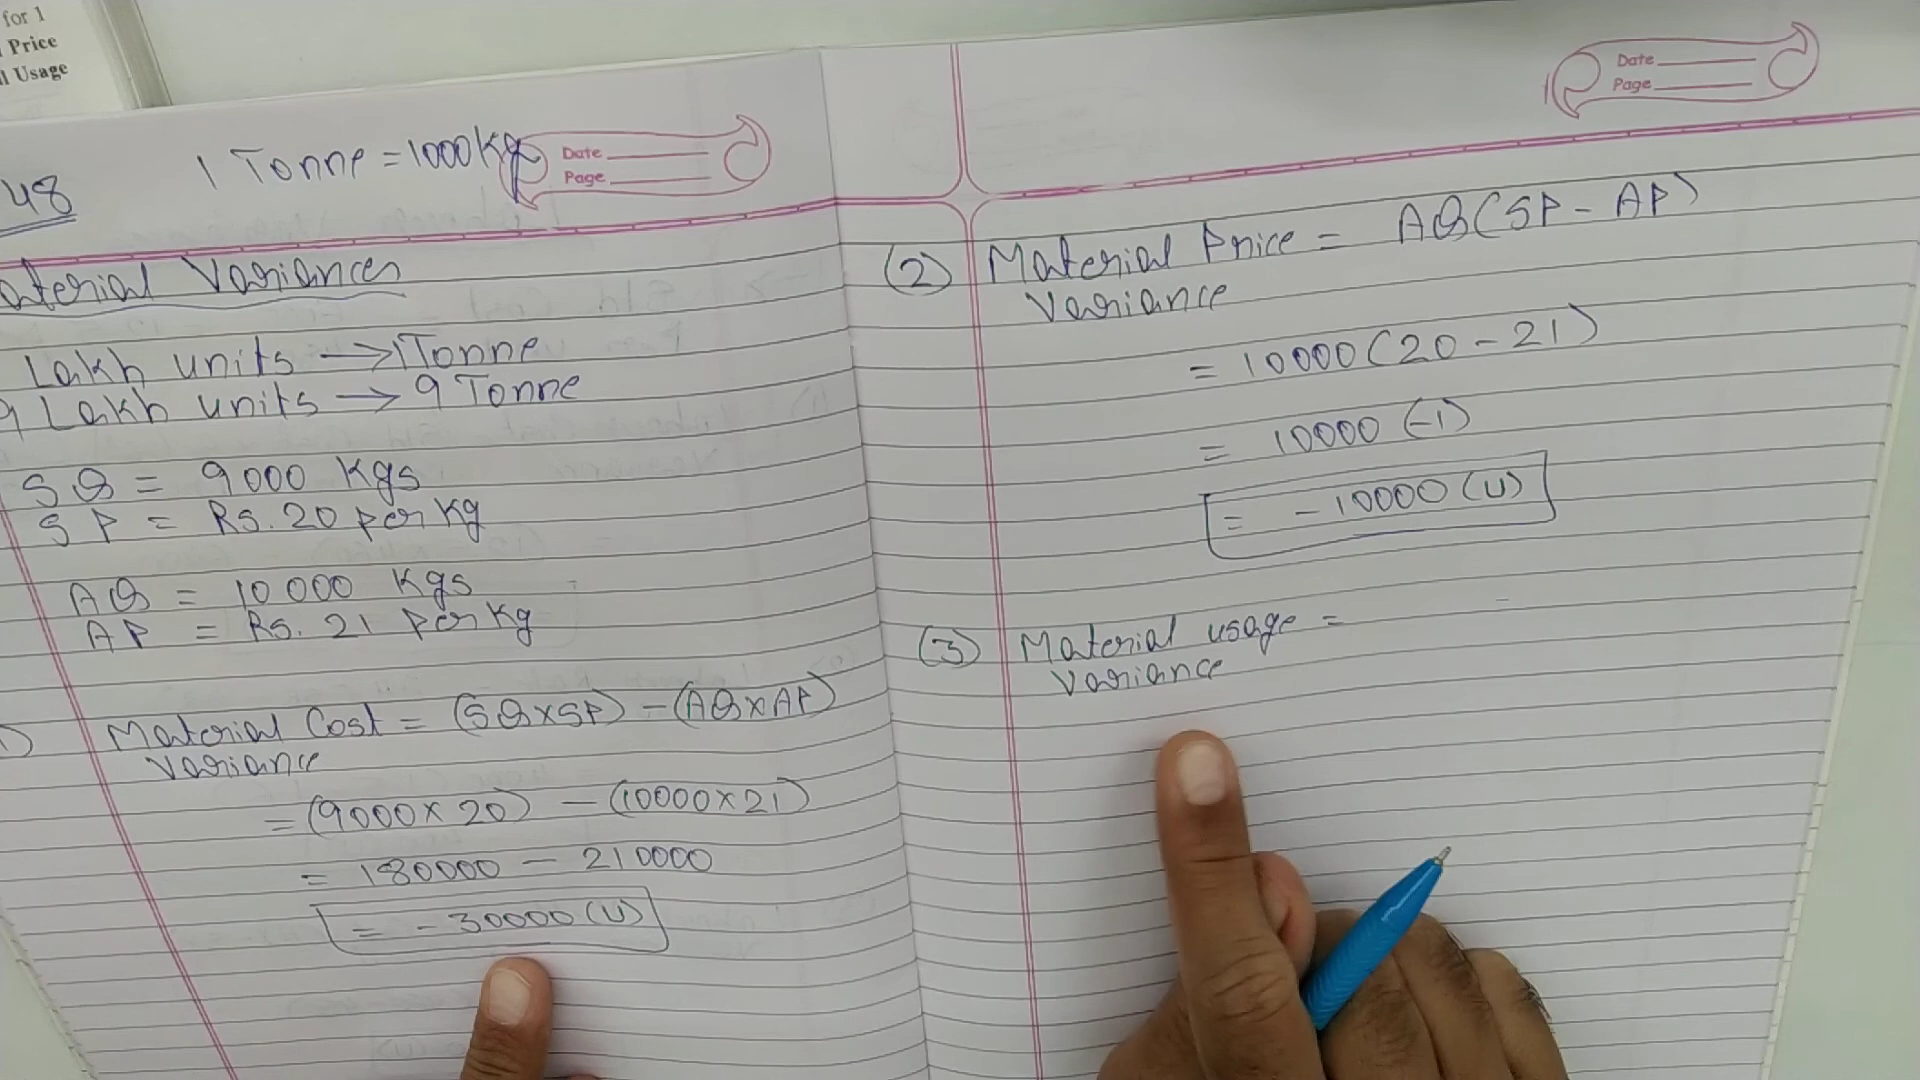 for 1
Price
Usage
48
1 Tonne = 1000 Kg
Date
Page
aterial Variances
Lakh units → 1 Tonne
9 Lakh units → 9 Tonne
SQ = 9000 Kgs
SP = Rs. 20 per Kg
AQ = 10000 Kgs
AP = Rs. 21 per Kg
) Material Cost = (SQ×SP) - (AQ×AP)
Variance
= (9000×20) - (10000×21)
= 180000 - 210000
= - 30000 (U)
Date
Page
(2) Material Price = AQ(SP - AP)
Variance
= 10000 (20 - 21)
= 10000 (-1)
= - 10000 (U)
(3) Material usage =
Variance